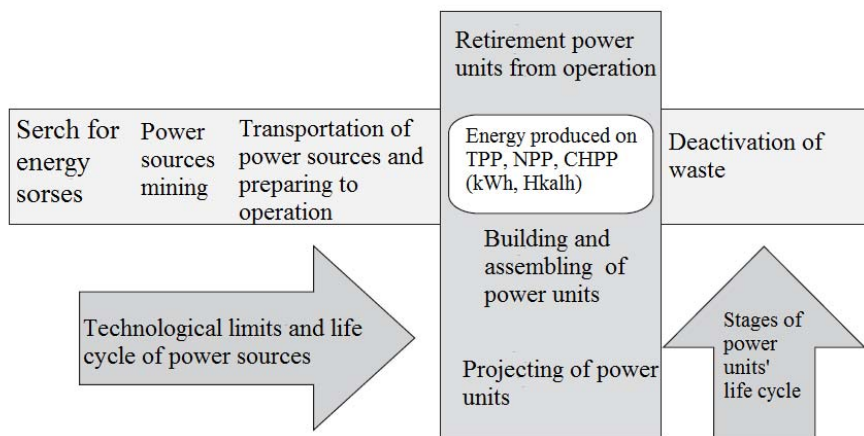 Retirement power
units from operation
Serch for
energy
sorses
Power
sources
mining
Transportation of
power sources and
preparing to
operation
Energy produced on
TPP, NPP, CHPP
(kWh, Hkalh)
Deactivation of
waste
Building and
assembling of
power units
Technological limits and life
cycle of power sources
Projecting of power
units
Stages of
power
units'
life cycle